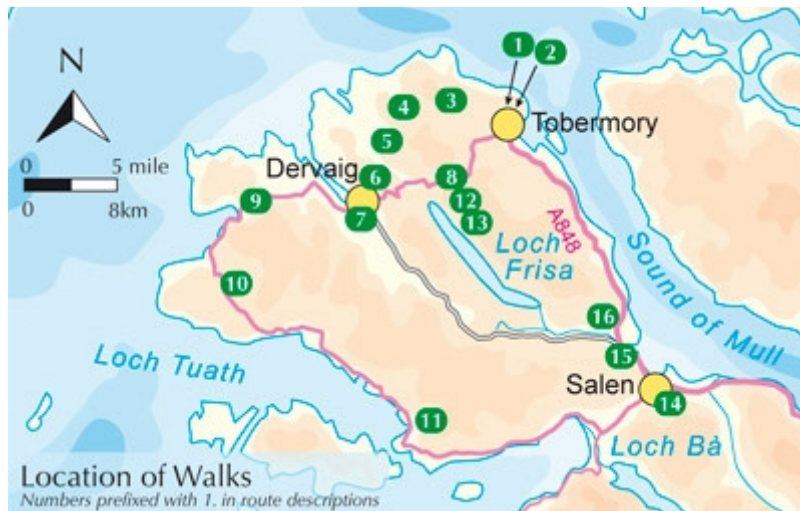 1 2
N
4 3
Tobermory
5
0 5 mile
0 8km
Dervaig
6 8
9 7 12
13
A848
Loch
Frisa
10
Sound of Mull
16
15
Loch Tuath
Salen
14
11
Loch Bà
Location of Walks
Numbers prefixed with 1. in route descriptions